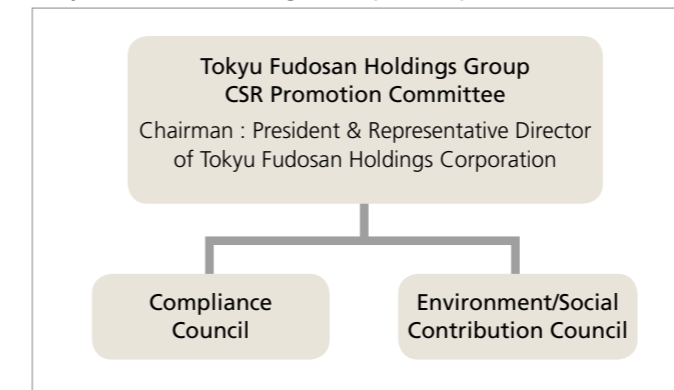 Tokyu Fudosan Holdings Group
CSR Promotion Committee
Chairman : President & Representative Director
of Tokyu Fudosan Holdings Corporation
Compliance
Council
Environment/Social
Contribution Council